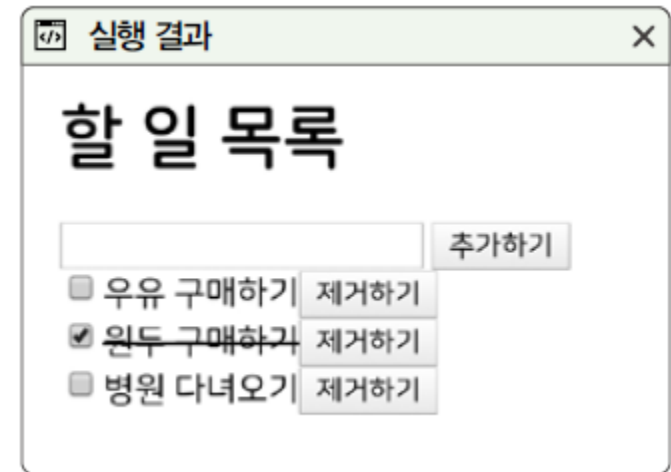 실행 결과
할 일 목록
추가하기
우유 구매하기 제거하기
원두 구매하기 제거하기
병원 다녀오기 제거하기